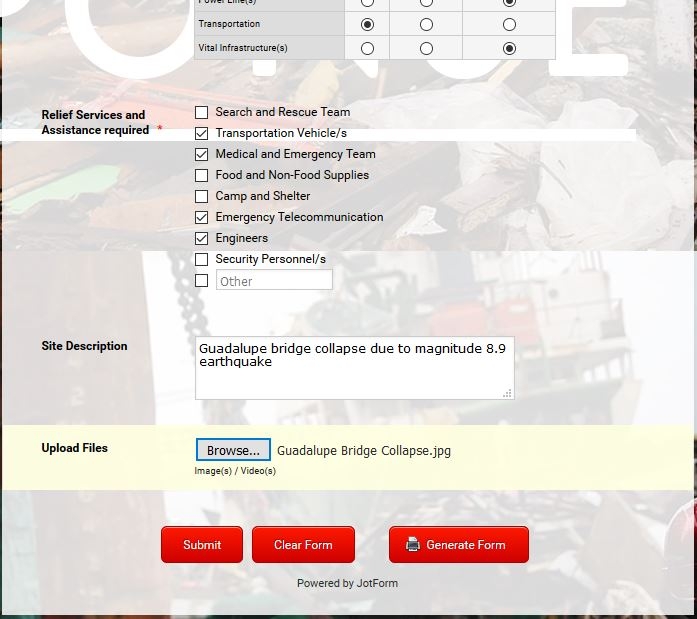 Power Line(s)
Transportation
Vital Infrastructure(s)
Relief Services and
Assistance required *
Search and Rescue Team
Transportation Vehicle/s
Medical and Emergency Team
Food and Non-Food Supplies
Camp and Shelter
Emergency Telecommunication
Engineers
Security Personnel/s
Other
Site Description
Guadalupe bridge collapse due to magnitude 8.9
earthquake
Upload Files
Browse... Guadalupe Bridge Collapse.jpg
Image(s) / Video(s)
Submit
Clear Form
Generate Form
Powered by JotForm